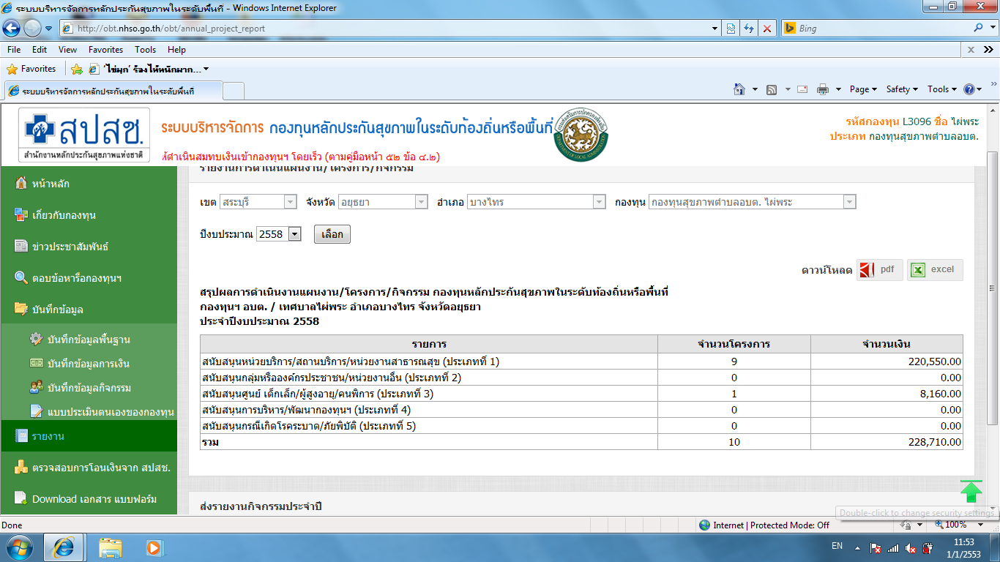 ระบบบริหารจัดการหลักประกันสุขภาพในระดับพื้นที่ - Windows Internet Explorer
http://obt.nhso.go.th/obt/annual_project_report
Bing
File Edit View Favorites Tools Help
Favorites 'ไข่มุก' ร้องไห้หนักมาก...
ระบบบริหารจัดการหลักประกันสุขภาพในระดับพื้นที่
Page Safety Tools
สปสช.
สำนักงานหลักประกันสุขภาพแห่งชาติ
ระบบบริหารจัดการ กองทุนหลักประกันสุขภาพในระดับท้องถิ่นหรือพื้นที่
รหัสกองทุน L3096 ชื่อ ไผ่พระ
ประเภท กองทุนสุขภาพตำบลอบต.
ห้ดำเนินสมทบเงินเข้ากองทุนฯ โดยเร็ว (ตามคู่มือหน้า ๕๒ ข้อ ๔.๒)
หน้าหลัก
เกี่ยวกับกองทุน
ข่าวประชาสัมพันธ์
ตอบข้อหารือกองทุนฯ
บันทึกข้อมูล
บันทึกข้อมูลพื้นฐาน
บันทึกข้อมูลการเงิน
บันทึกข้อมูลกิจกรรม
แบบประเมินตนเองของกองทุน
รายงาน
ตรวจสอบการโอนเงินจาก สปสช.
Download เอกสาร แบบฟอร์ม
รายงานการดำเนินแผนงาน/โครงการ/กิจกรรม
เขต สระบุรี จังหวัด อยุธยา อำเภอ บางไทร กองทุน กองทุนสุขภาพตำบลอบต. ไผ่พระ
ปีงบประมาณ 2558 เลือก
ดาวน์โหลด pdf excel
สรุปผลการดำเนินงานแผนงาน/โครงการ/กิจกรรม กองทุนหลักประกันสุขภาพในระดับท้องถิ่นหรือพื้นที่
กองทุนฯ อบต. / เทศบาลไผ่พระ อำเภอบางไทร จังหวัดอยุธยา
ประจำปีงบประมาณ 2558
รายการ จำนวนโครงการ จำนวนเงิน
สนับสนุนหน่วยบริการ/สถานบริการ/หน่วยงานสาธารณสุข (ประเภทที่ 1) 9 220,550.00
สนับสนุนกลุ่มหรือองค์กรประชาชน/หน่วยงานอื่น (ประเภทที่ 2) 0 0.00
สนับสนุนศูนย์ เด็กเล็ก/ผู้สูงอายุ/คนพิการ (ประเภทที่ 3) 1 8,160.00
สนับสนุนการบริหาร/พัฒนากองทุนฯ (ประเภทที่ 4) 0 0.00
สนับสนุนกรณีเกิดโรคระบาด/ภัยพิบัติ (ประเภทที่ 5) 0 0.00
รวม 10 228,710.00
ส่งรายงานกิจกรรมประจำปี
Double-click to change security settings
Done Internet | Protected Mode: Off 100%
EN 11:53
1/1/2553